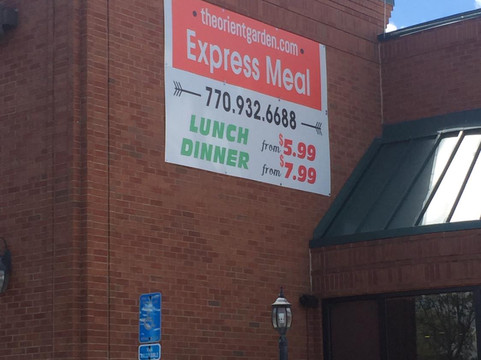 theorientgarden.com
Express Meal
770.932.6688
LUNCH from $5.99
DINNER from $7.99